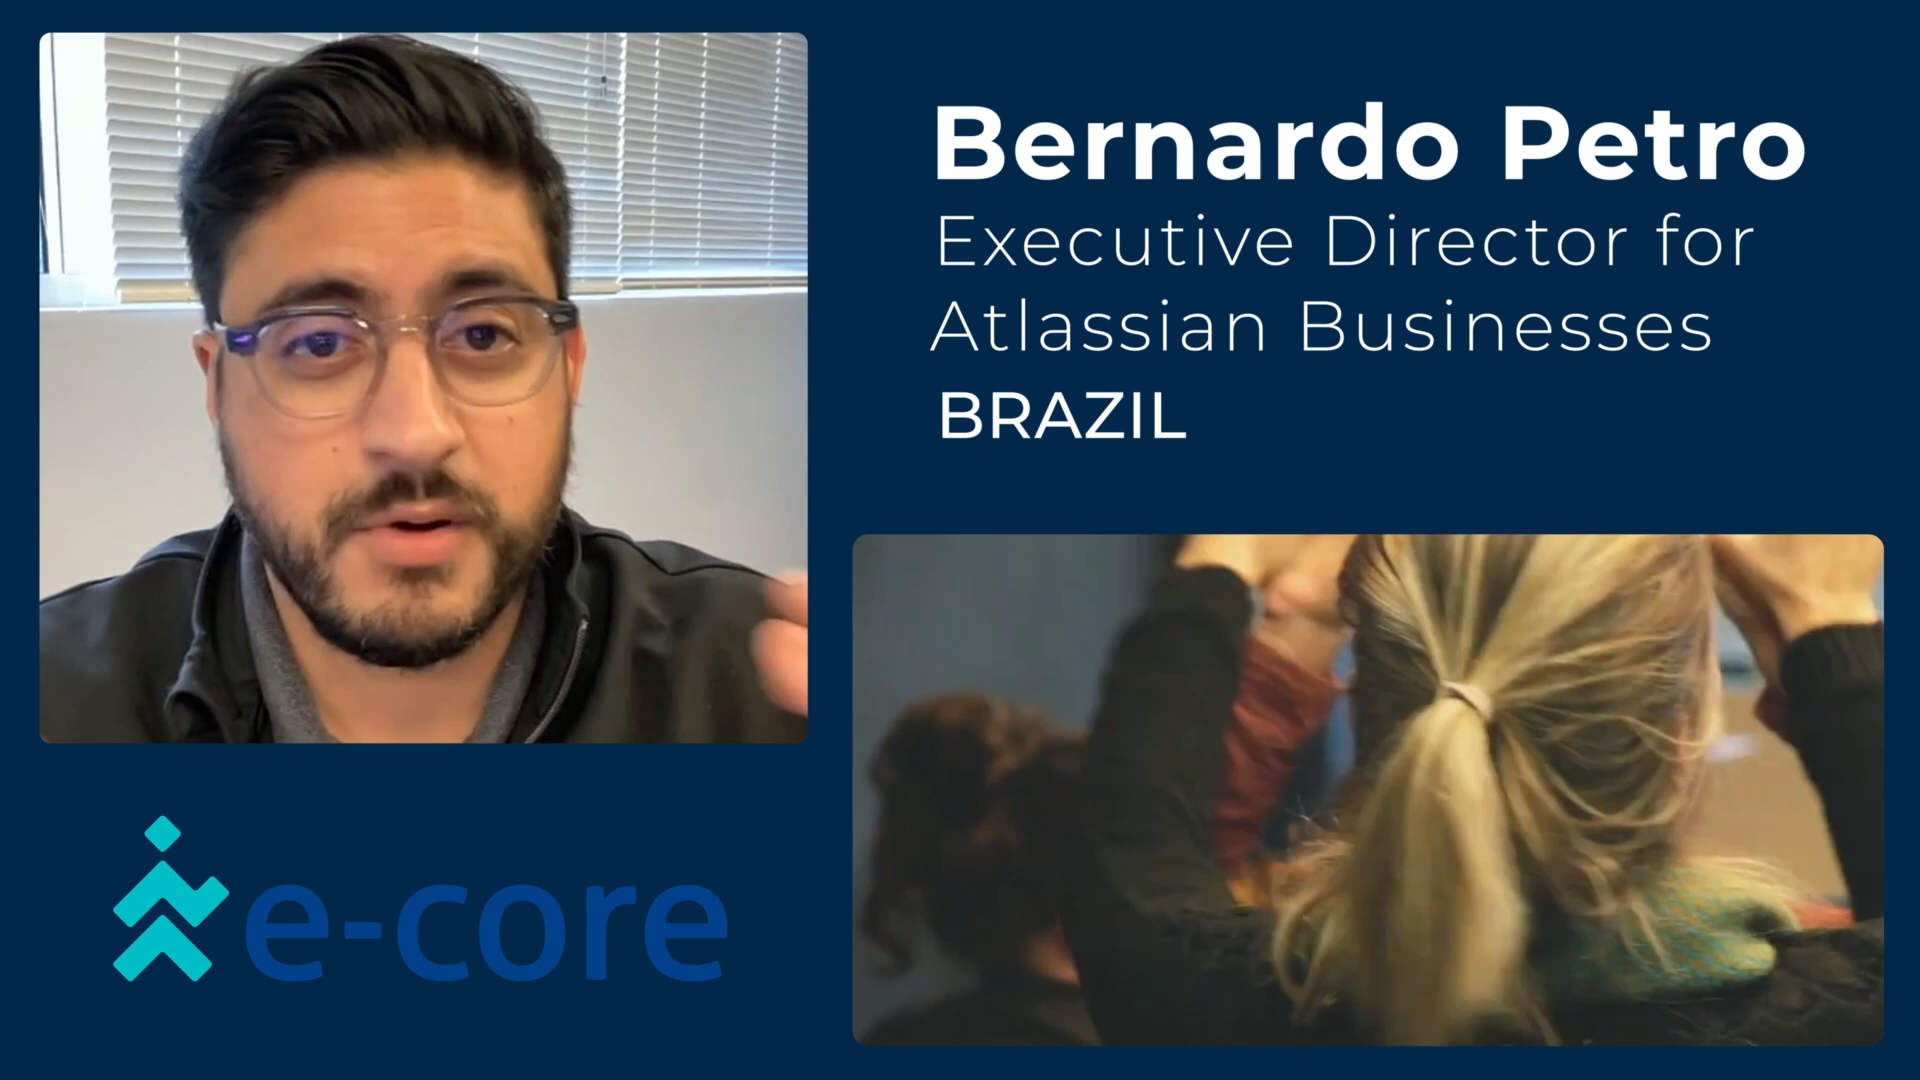 Bernardo Petro
Executive Director for
Atlassian Businesses
BRAZIL
e-core